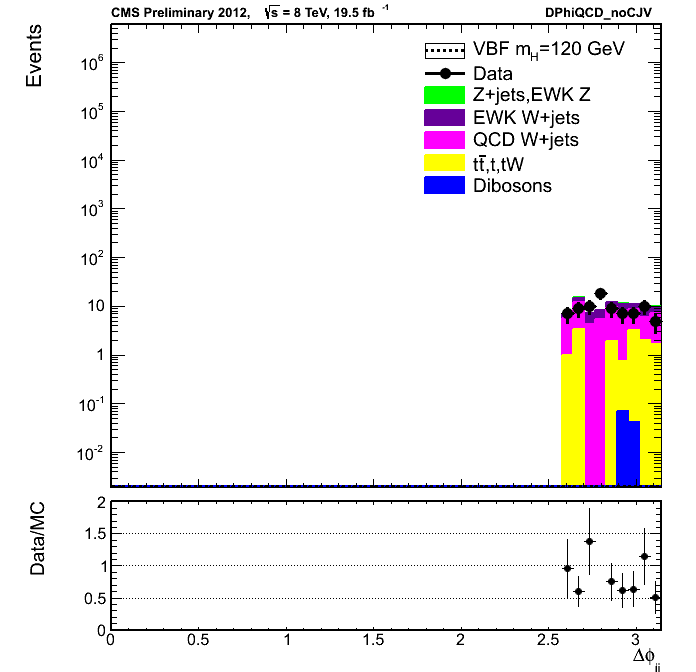 CMS Preliminary 2012, √s = 8 TeV, 19.5 fb⁻¹ DPhiQCD_noCJV
Events
VBF m_H=120 GeV
Data
Z+jets,EWK Z
EWK W+jets
QCD W+jets
tt̄,t,tW
Dibosons
10⁶
10⁵
10⁴
10³
10²
10
1
10⁻¹
10⁻²
Data/MC
2
1.5
1
0.5
0
0 0.5 1 1.5 2 2.5 3
Δϕ_jj